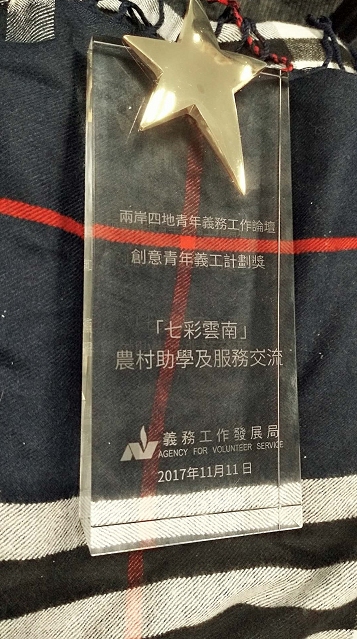 兩岸四地青年義務工作論壇
創意青年義工計劃獎
「七彩雲南」
農村助學及服務交流
義務工作發展局
AGENCY FOR VOLUNTEER SERVICE
2017年11月11日